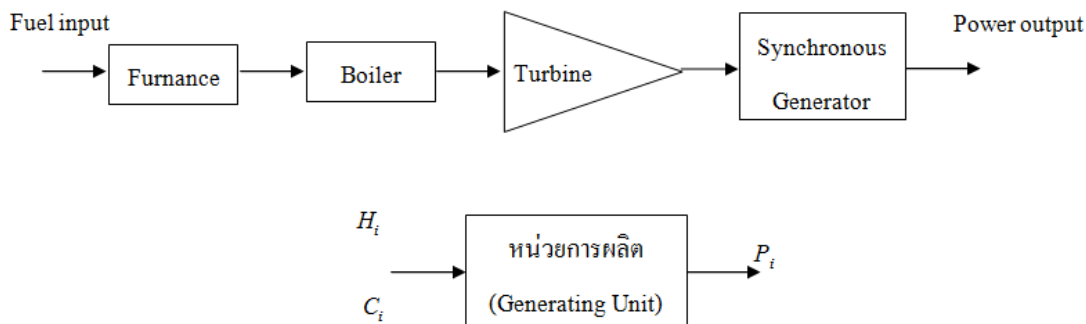 Fuel input
Power output
Furnance
Boiler
Turbine
Synchronous
Generator
H_i
หน่วยการผลิต
P_i
(Generating Unit)
C_i